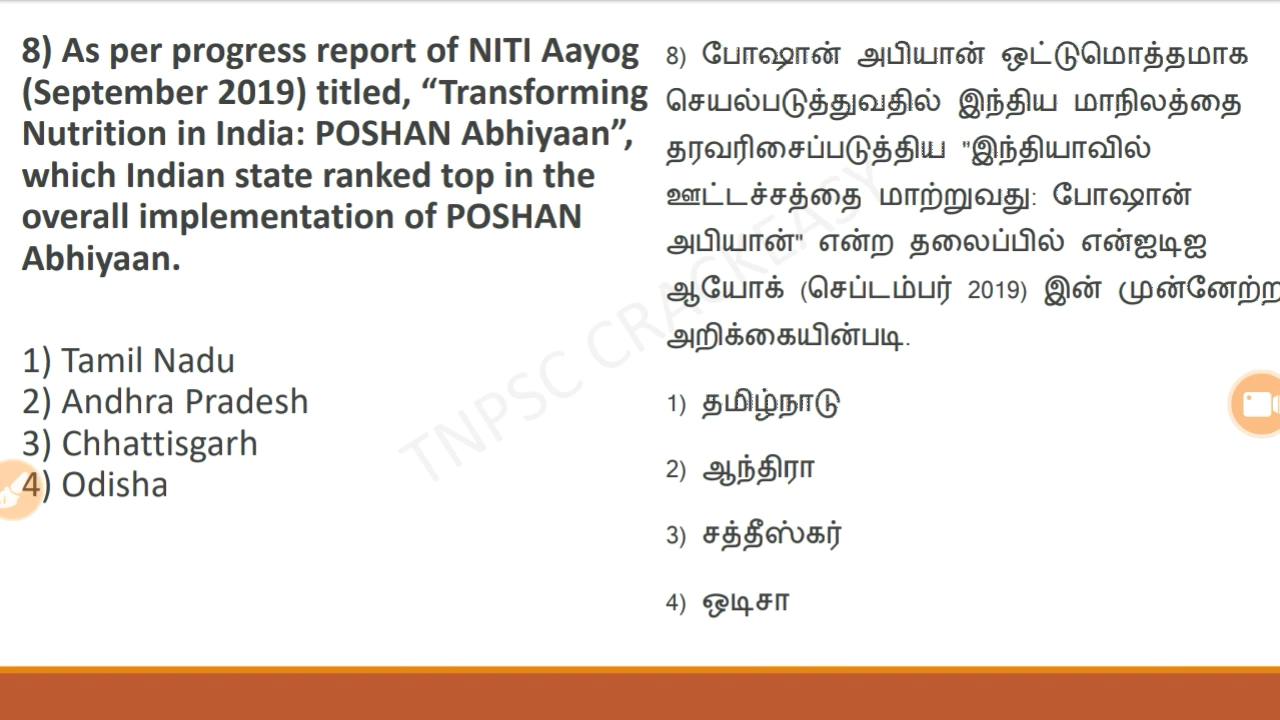 8) As per progress report of NITI Aayog
(September 2019) titled, “Transforming
Nutrition in India: POSHAN Abhiyaan”,
which Indian state ranked top in the
overall implementation of POSHAN
Abhiyaan.
1) Tamil Nadu
2) Andhra Pradesh
3) Chhattisgarh
4) Odisha
8) போஷான் அபியான் ஒட்டுமொத்தமாக
செயல்படுத்துவதில் இந்திய மாநிலத்தை
தரவரிசைப்படுத்திய "இந்தியாவில்
ஊட்டச்சத்தை மாற்றுவது: போஷான்
அபியான்" என்ற தலைப்பில் என்ஐடிஐ
ஆயோக் (செப்டம்பர் 2019) இன் முன்னேற்ற
அறிக்கையின்படி.
1) தமிழ்நாடு
2) ஆந்திரா
3) சத்தீஸ்கர்
4) ஒடிசா
TNPSC CRACKEASY